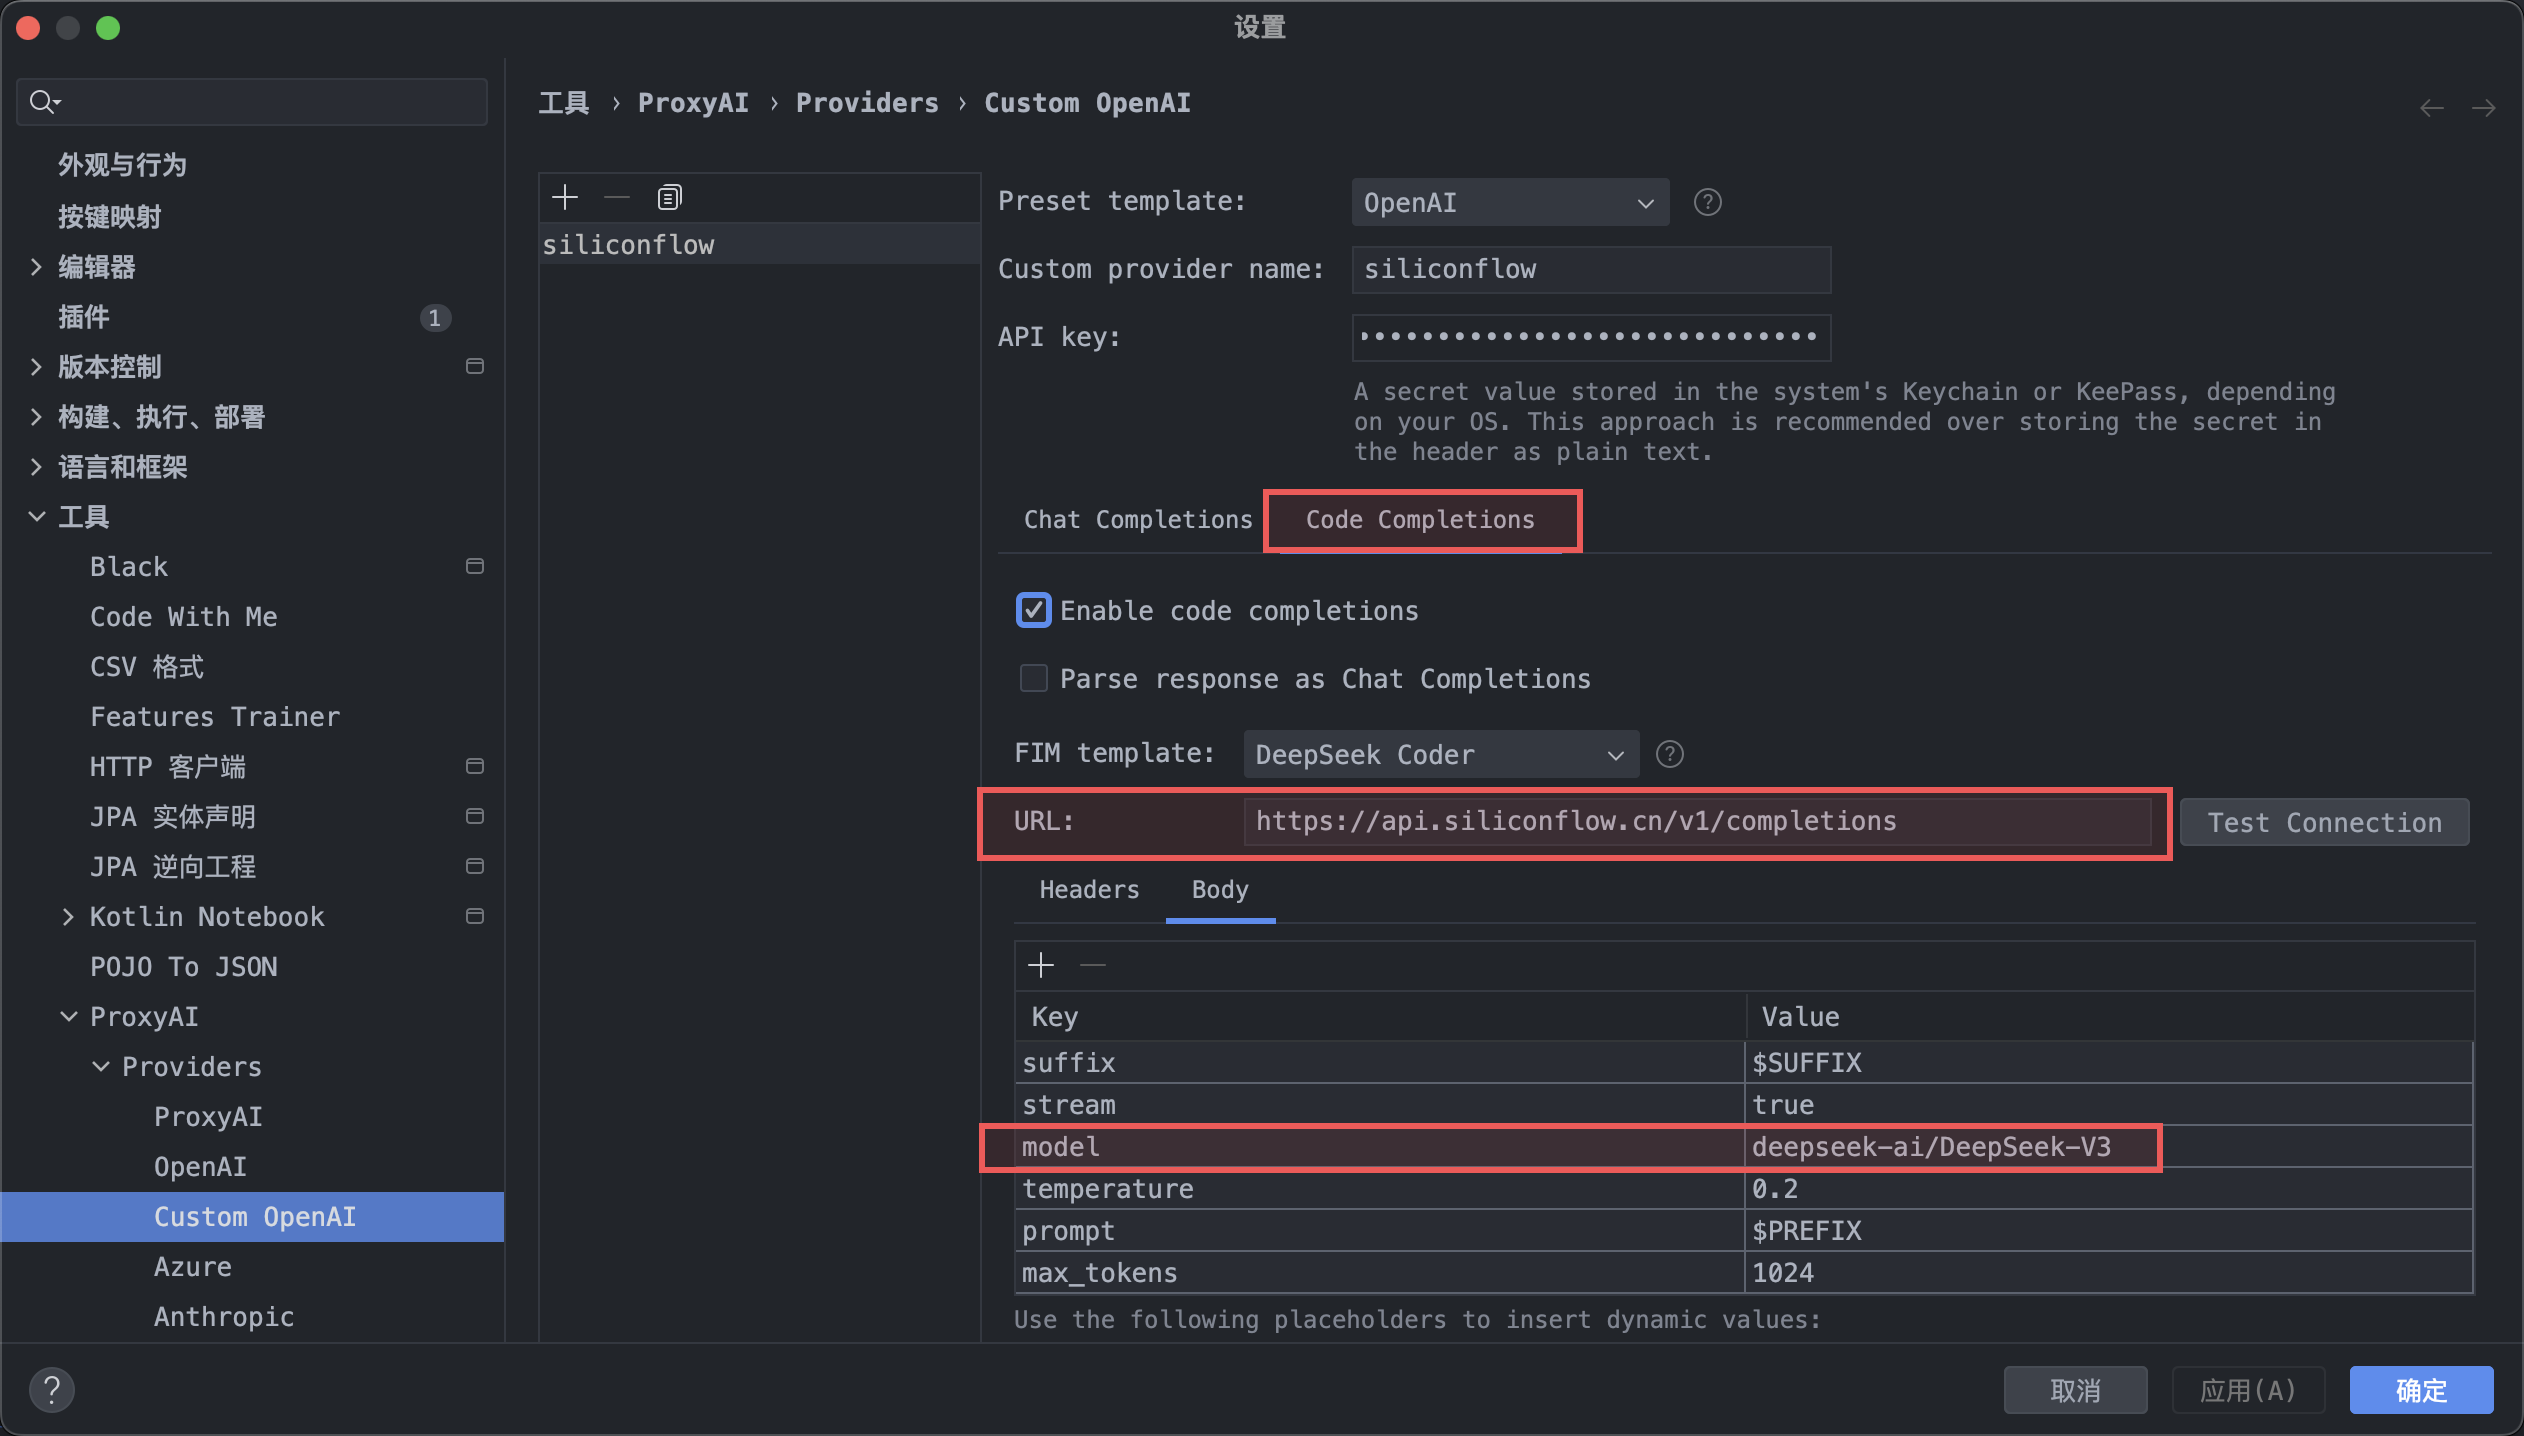 设置
工具 › ProxyAI › Providers › Custom OpenAI
外观与行为
按键映射
编辑器
插件 1
版本控制
构建、执行、部署
语言和框架
工具
Black
Code With Me
CSV 格式
Features Trainer
HTTP 客户端
JPA 实体声明
JPA 逆向工程
Kotlin Notebook
POJO To JSON
ProxyAI
Providers
ProxyAI
OpenAI
Custom OpenAI
Azure
Anthropic
siliconflow
Preset template: OpenAI ?
Custom provider name: siliconflow
API key: •••••••••••••••••••••••••••••
A secret value stored in the system's Keychain or KeePass, depending
on your OS. This approach is recommended over storing the secret in
the header as plain text.
Chat Completions Code Completions
Enable code completions
Parse response as Chat Completions
FIM template: DeepSeek Coder ?
URL: https://api.siliconflow.cn/v1/completions Test Connection
Headers Body
Key Value
suffix $SUFFIX
stream true
model deepseek-ai/DeepSeek-V3
temperature 0.2
prompt $PREFIX
max_tokens 1024
Use the following placeholders to insert dynamic values:
? 取消 应用(A) 确定